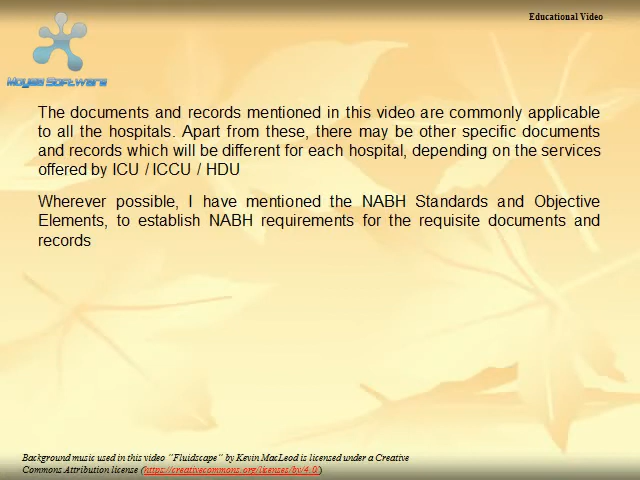 Educational Video
Moyae Software
The documents and records mentioned in this video are commonly applicable
to all the hospitals. Apart from these, there may be other specific documents
and records which will be different for each hospital, depending on the services
offered by ICU / ICCU / HDU
Wherever possible, I have mentioned the NABH Standards and Objective
Elements, to establish NABH requirements for the requisite documents and
records
Background music used in this video "Fluidscape" by Kevin MacLeod is licensed under a Creative
Commons Attribution license (https://creativecommons.org/licenses/by/4.0/)